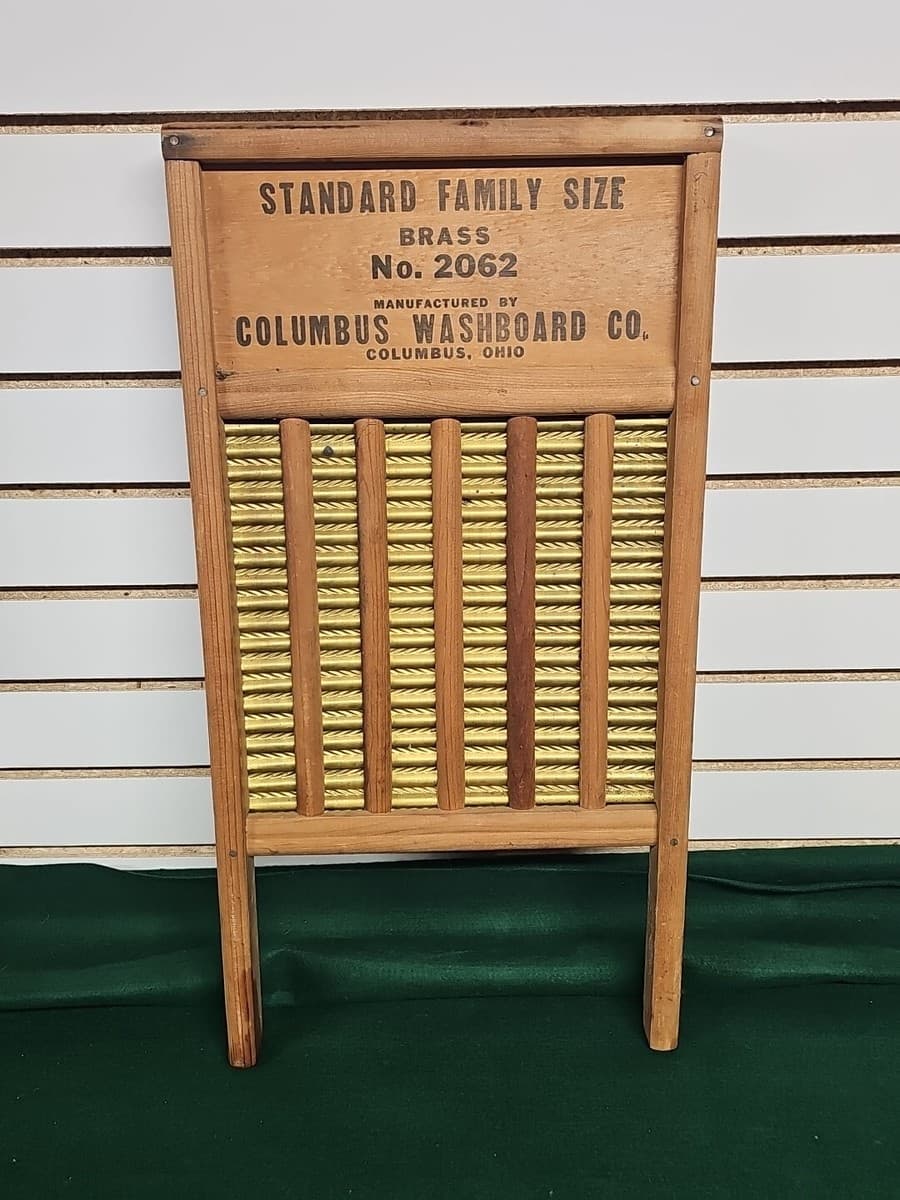 STANDARD FAMILY SIZE
BRASS
No. 2062
MANUFACTURED BY
COLUMBUS WASHBOARD CO.
COLUMBUS, OHIO